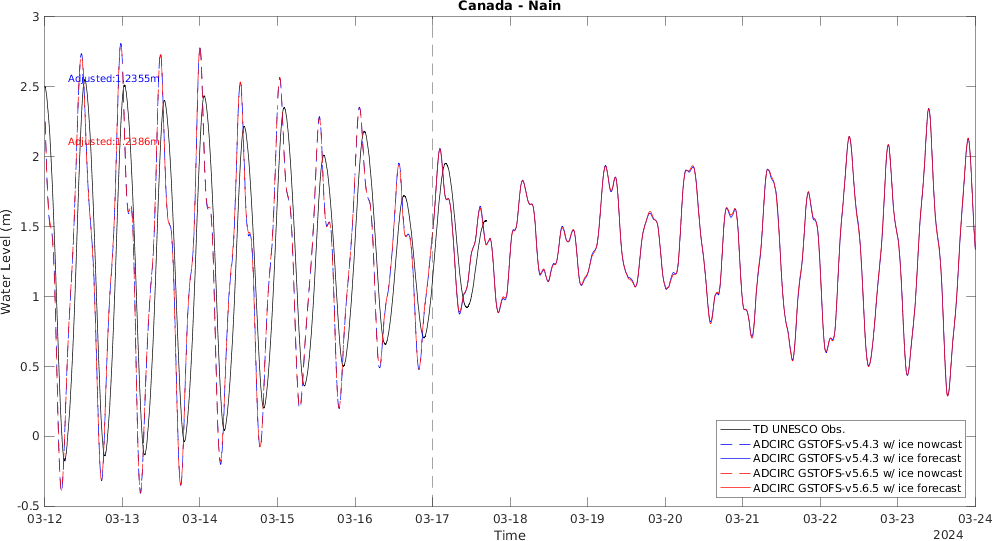 Canada - Nain
3
2.5
2
1.5
1
0.5
0
-0.5
Water Level (m)
Adjusted:1.2355m
Adjusted:1.2386m
TD UNESCO Obs.
ADCIRC GSTOFS-v5.4.3 w/ ice nowcast
ADCIRC GSTOFS-v5.4.3 w/ ice forecast
ADCIRC GSTOFS-v5.6.5 w/ ice nowcast
ADCIRC GSTOFS-v5.6.5 w/ ice forecast
03-12 03-13 03-14 03-15 03-16 03-17 03-18 03-19 03-20 03-21 03-22 03-23 03-24
Time
2024